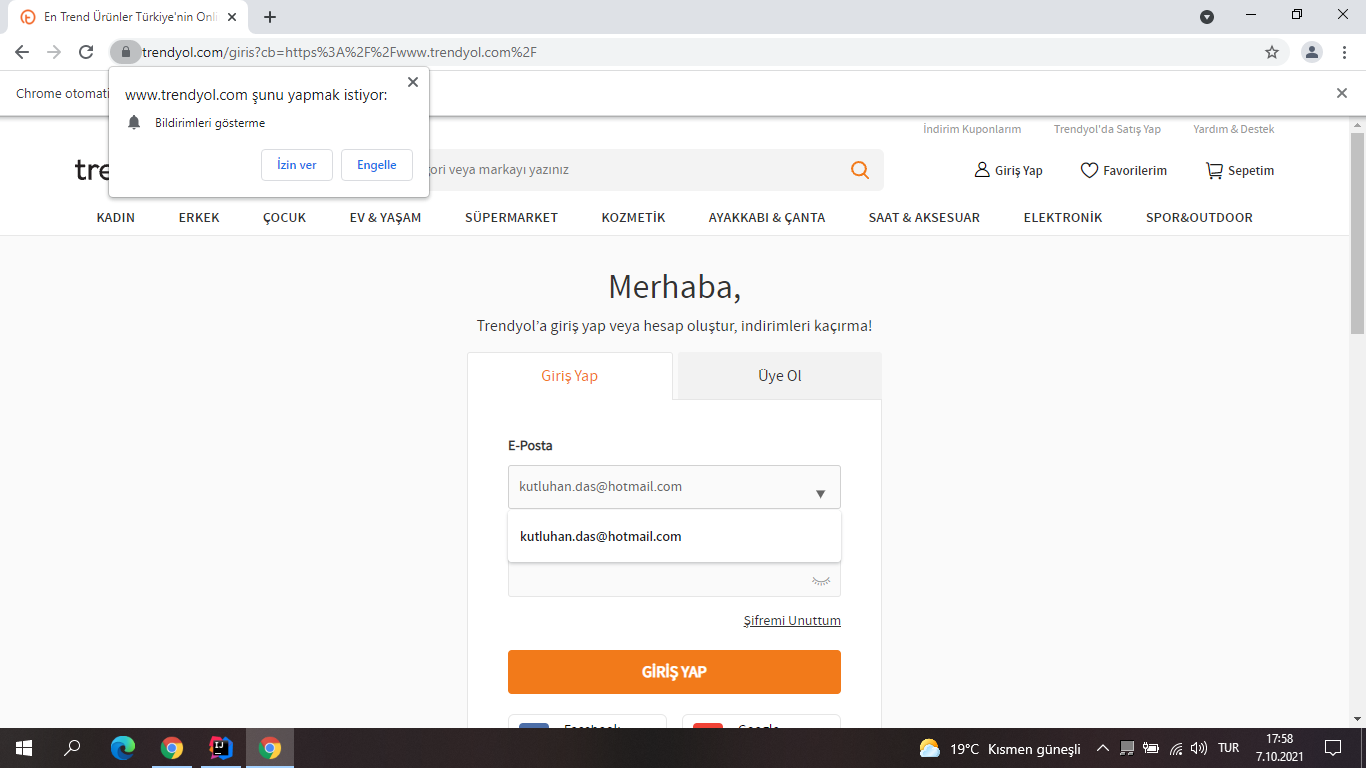 En Trend Ürünler Türkiye'nin Onli
trendyol.com/giris?cb=https%3A%2F%2Fwww.trendyol.com%2F
Chrome otomati
www.trendyol.com şunu yapmak istiyor:
Bildirimleri gösterme
İzin ver
Engelle
İndirim Kuponlarım
Trendyol'da Satış Yap
Yardım & Destek
tre
gori veya markayı yazınız
Giriş Yap
Favorilerim
Sepetim
KADIN
ERKEK
ÇOCUK
EV & YAŞAM
SÜPERMARKET
KOZMETİK
AYAKKABI & ÇANTA
SAAT & AKSESUAR
ELEKTRONİK
SPOR&OUTDOOR
Merhaba,
Trendyol'a giriş yap veya hesap oluştur, indirimleri kaçırma!
Giriş Yap
Üye Ol
E-Posta
kutluhan.das@hotmail.com
kutluhan.das@hotmail.com
Şifremi Unuttum
GİRİŞ YAP
Facebook
Google
19°C Kısmen güneşli
TUR
17:58
7.10.2021